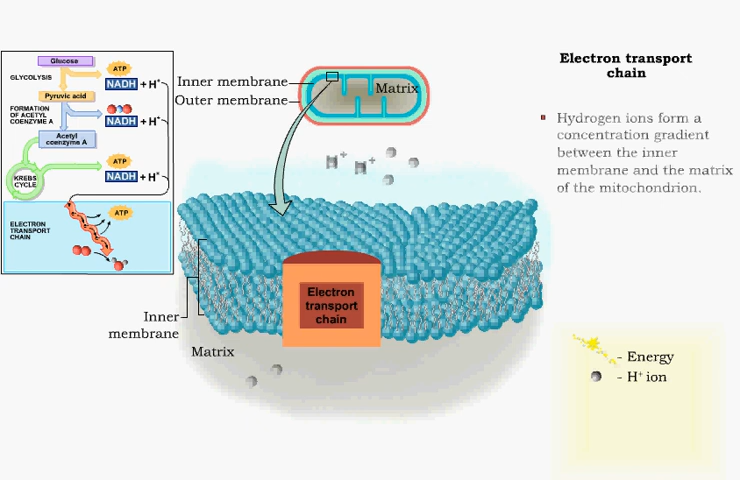 Glucose
ATP
GLYCOLYSIS
NADH + H+
Pyruvic acid
FORMATION
OF ACETYL
COENZYME A
NADH + H+
Acetyl
coenzyme A
ATP
KREBS
CYCLE
NADH + H+
ELECTRON
TRANSPORT
CHAIN
ATP
Inner membrane
Outer membrane
Matrix
H+
H+
Electron
transport
chain
Inner
membrane
Matrix
Electron transport
chain
Hydrogen ions form a
concentration gradient
between the inner
membrane and the matrix
of the mitochondrion.
- Energy
- H+ ion